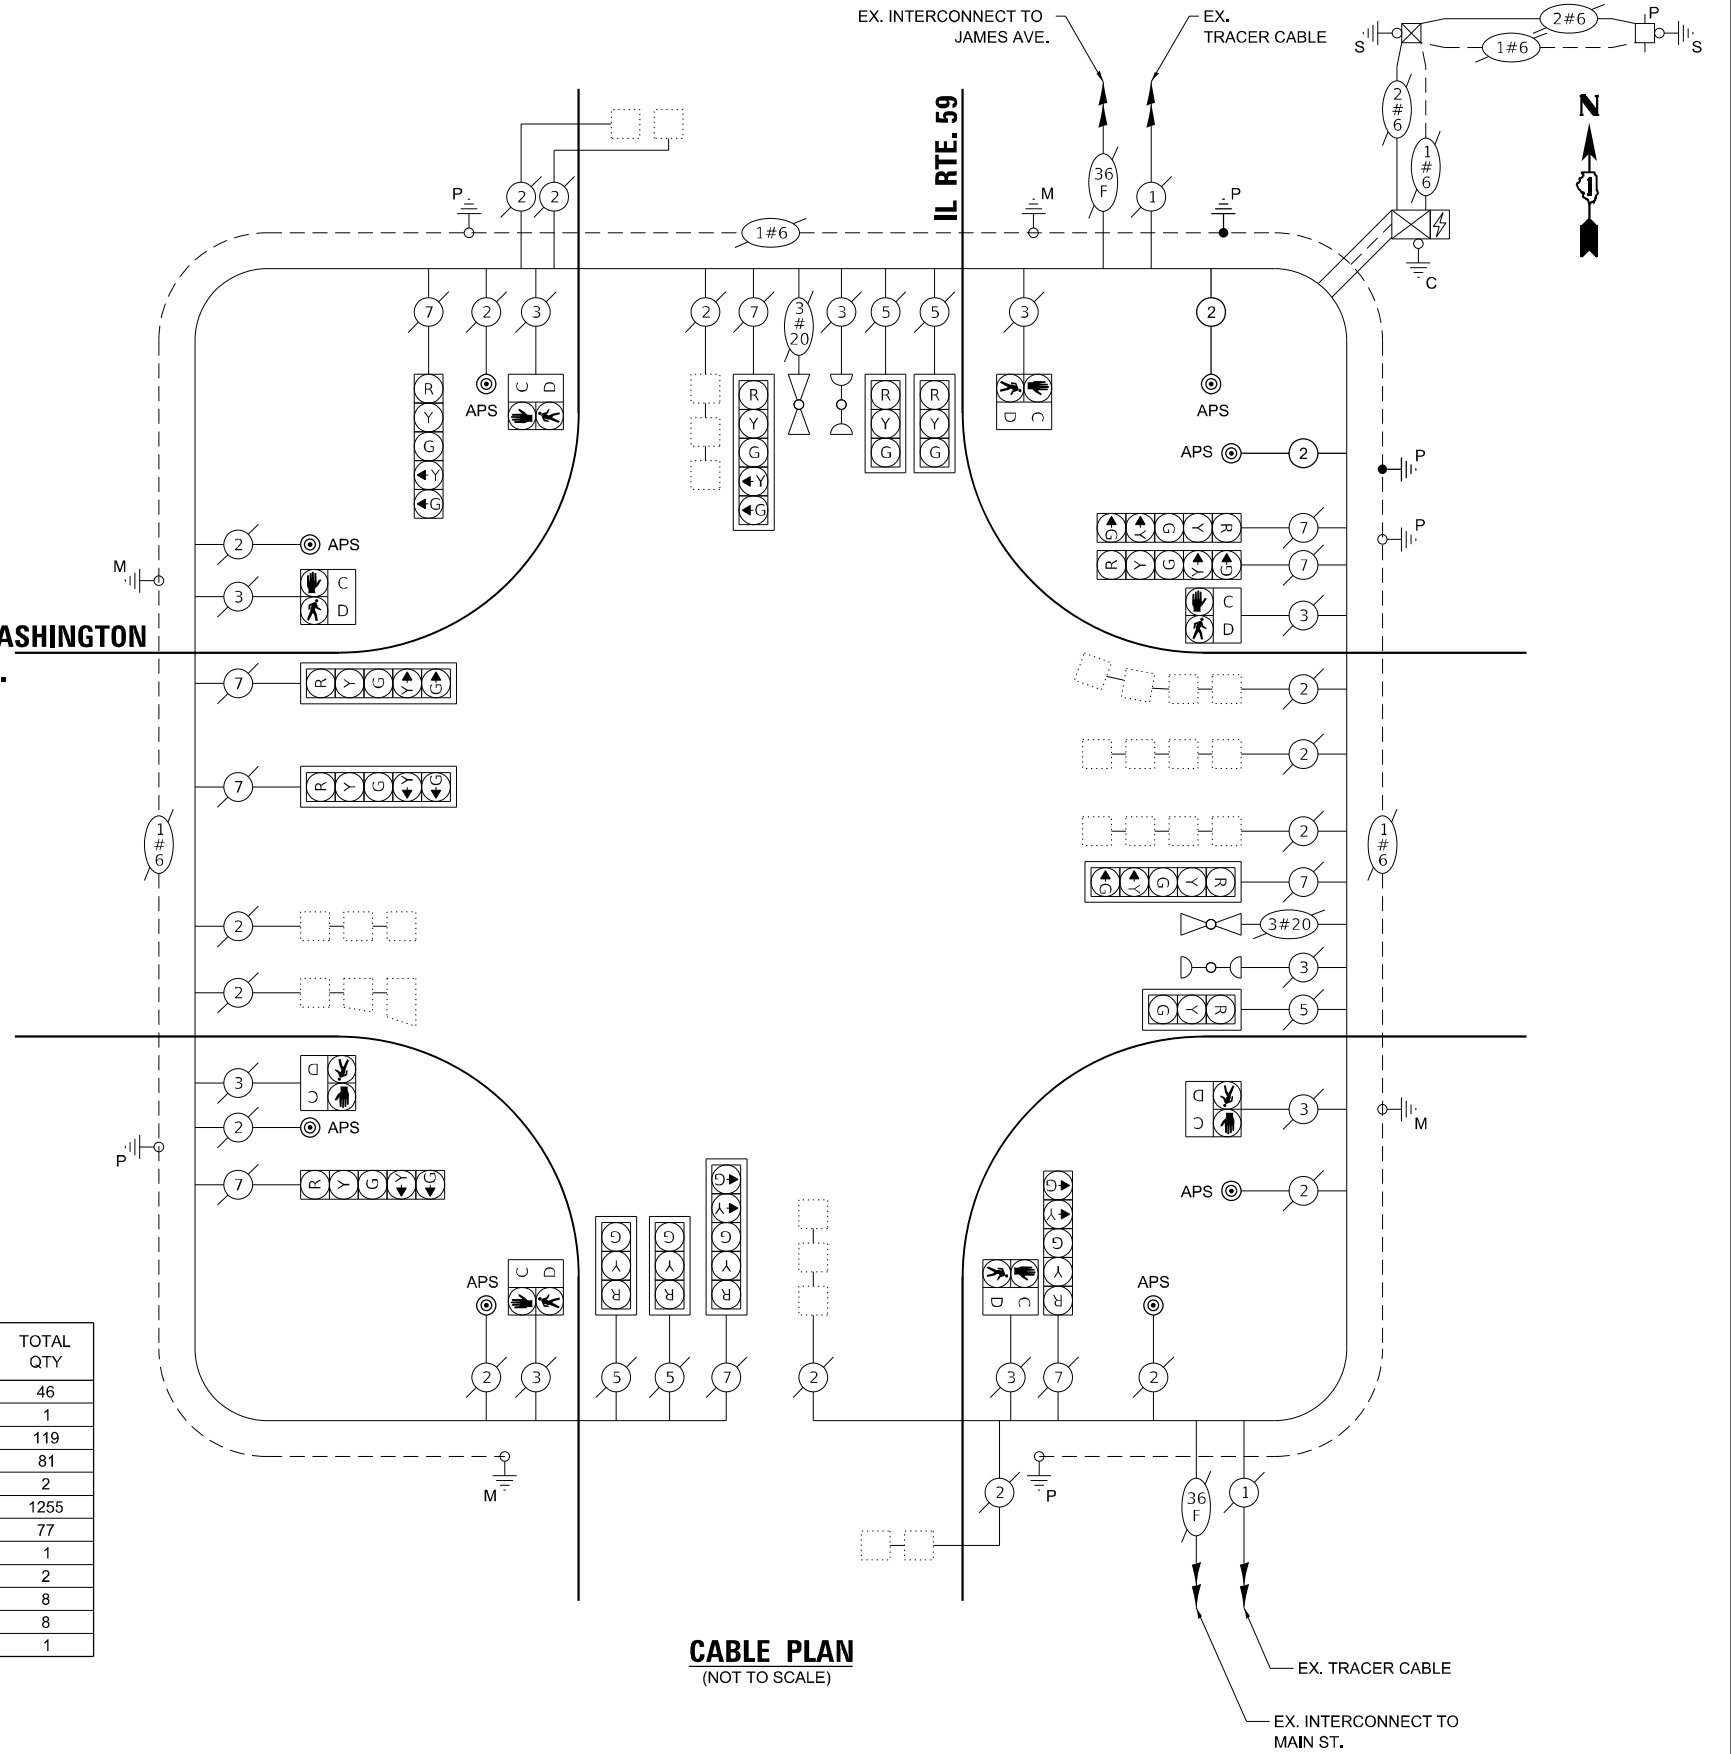 EX. INTERCONNECT TO
JAMES AVE.
EX.
TRACER CABLE
2#6
P
S
1#6
S
2
#
6
N
IL RTE. 59
36
F
1
#
6
P
2
2
M
1
P
1#6
C
7
2
3
2
7
3
#
20
3
5
5
3
2
R
Y
G
Y
G
APS
C D
R
Y
G
Y
G
R
Y
G
R
Y
G
D C
APS
APS
2
P
2
APS
G Y G Y R
7
P
M
3
C
D
R Y G Y G
7
C
D
3
ASHINGTON
.
7
R Y G Y G
2
2
7
R Y G Y G
2
1
#
6
1
#
6
G Y G Y R
7
2
3#20
3
2
G Y R
5
3
D
C
D
C
3
M
2
APS
P
7
R Y G Y G
APS
2
G
Y
G
Y
R
G
Y
G
Y
R
G
Y
R
G
Y
R
APS
C D
D C
APS
2
3
5
5
7
2
3
7
2
M
2
P
36
F
1
TOTAL
QTY
46
1
119
81
2
1255
77
1
2
8
8
1
CABLE PLAN
(NOT TO SCALE)
EX. TRACER CABLE
EX. INTERCONNECT TO
MAIN ST.